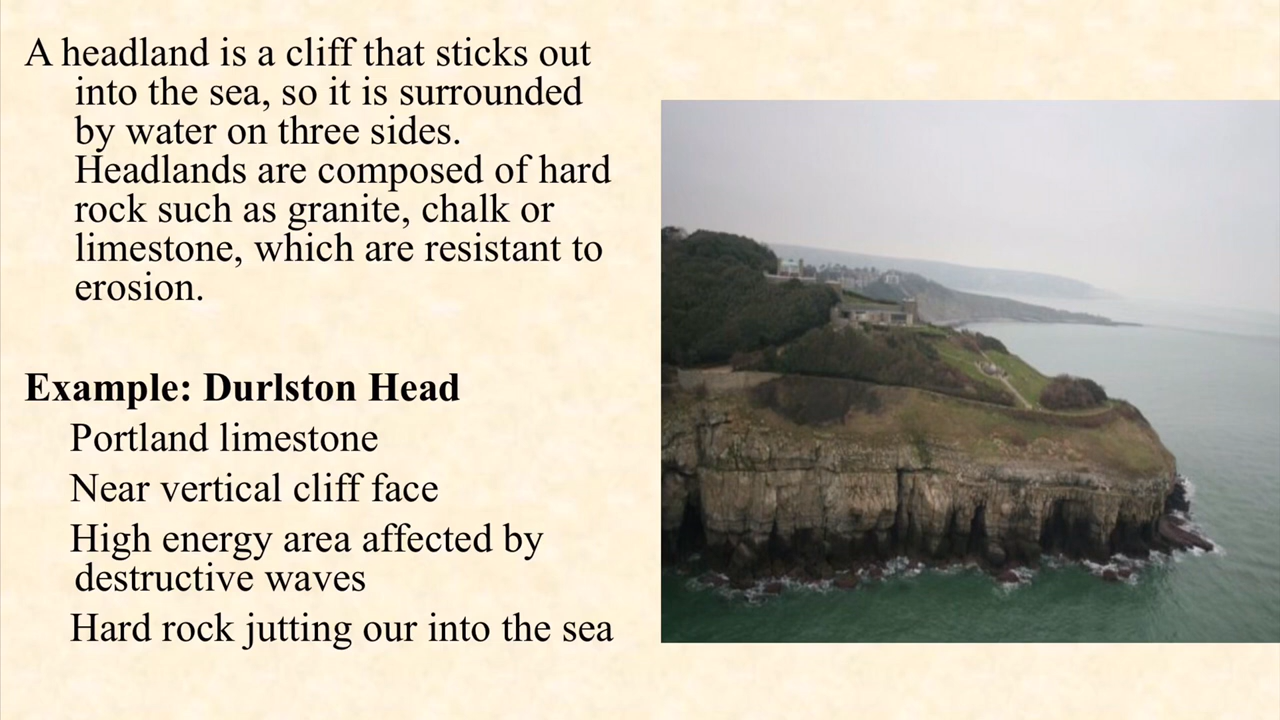 A headland is a cliff that sticks out
into the sea, so it is surrounded
by water on three sides.
Headlands are composed of hard
rock such as granite, chalk or
limestone, which are resistant to
erosion.
Example: Durlston Head
Portland limestone
Near vertical cliff face
High energy area affected by
destructive waves
Hard rock jutting our into the sea